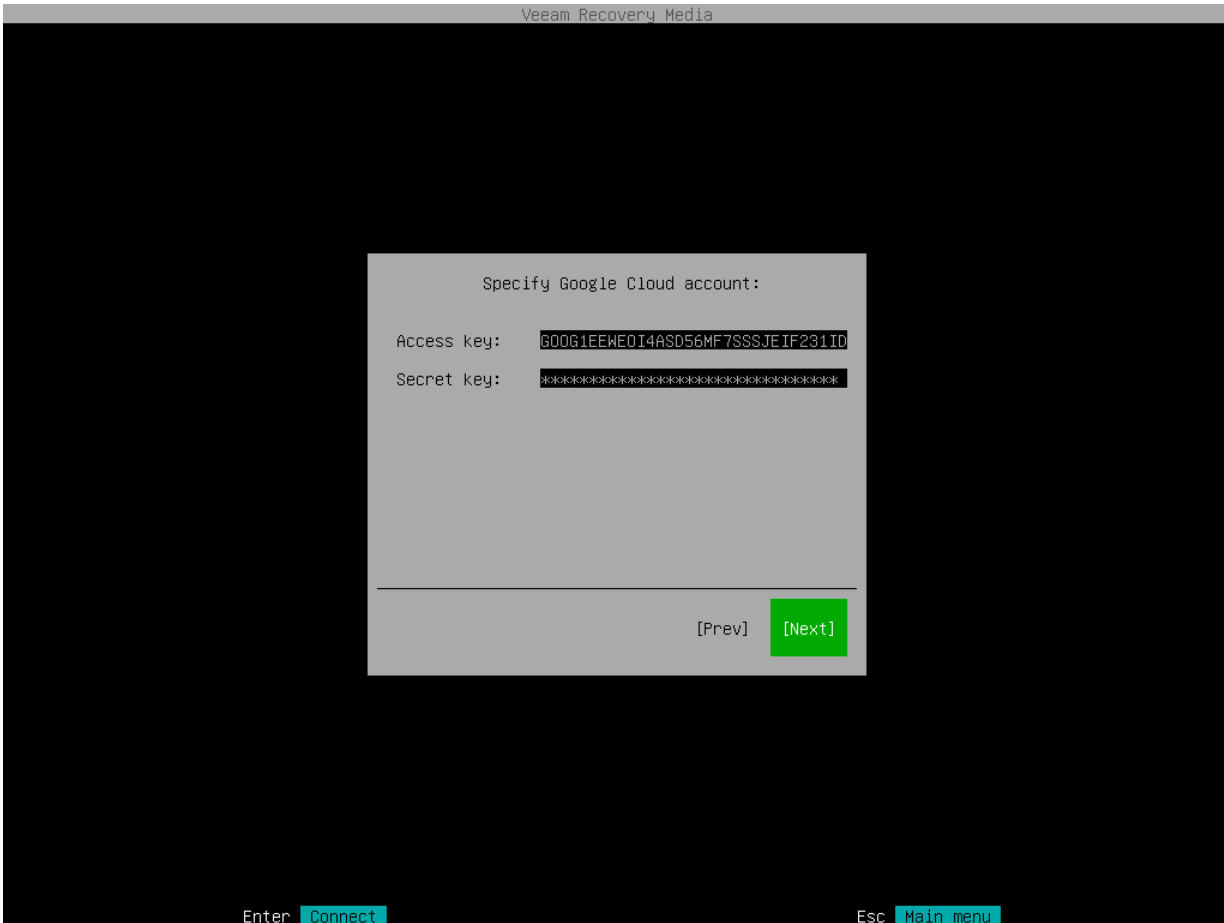 Veeam Recovery Media
Specify Google Cloud account:
Access key: GOOG1EEWEOI4ASD56MF7SSSJEIF231ID
Secret key: *******************************
[Prev] [Next]
Enter Connect Esc Main menu